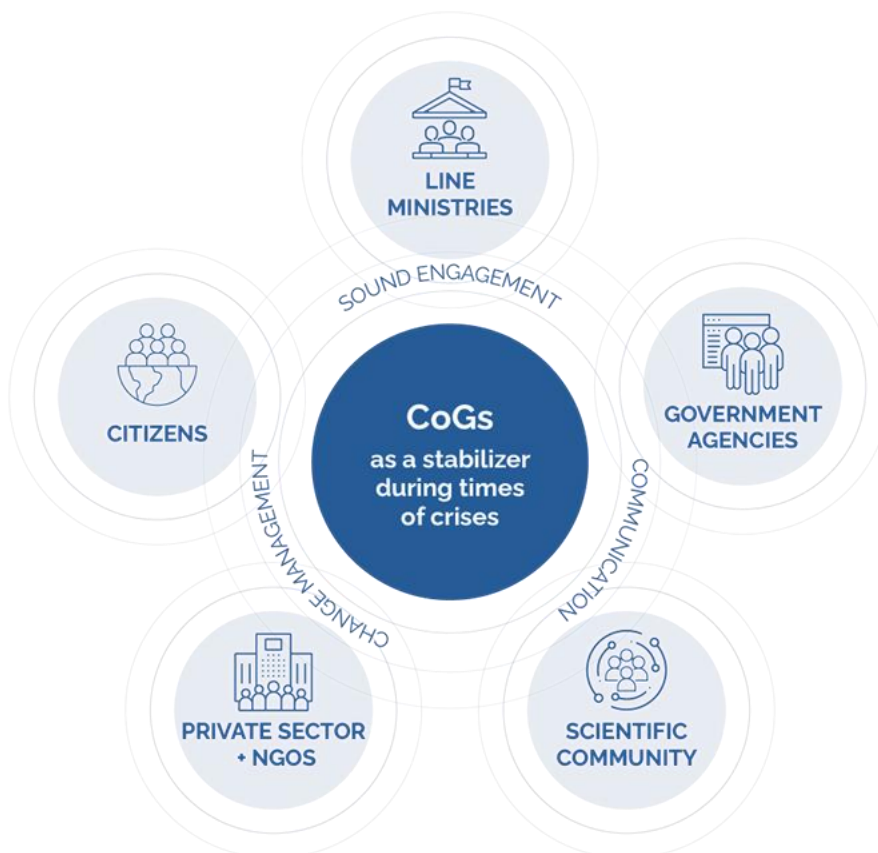 LINE
MINISTRIES
SOUND ENGAGEMENT
CITIZENS
CoGs
as a stabilizer
during times
of crises
GOVERNMENT
AGENCIES
CHANGE MANAGEMENT
COMMUNICATION
PRIVATE SECTOR
+ NGOS
SCIENTIFIC
COMMUNITY